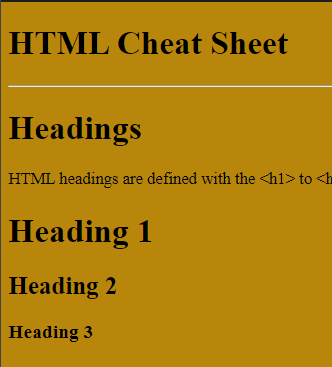 HTML Cheat Sheet
Headings
HTML headings are defined with the <h1> to <h
Heading 1
Heading 2
Heading 3